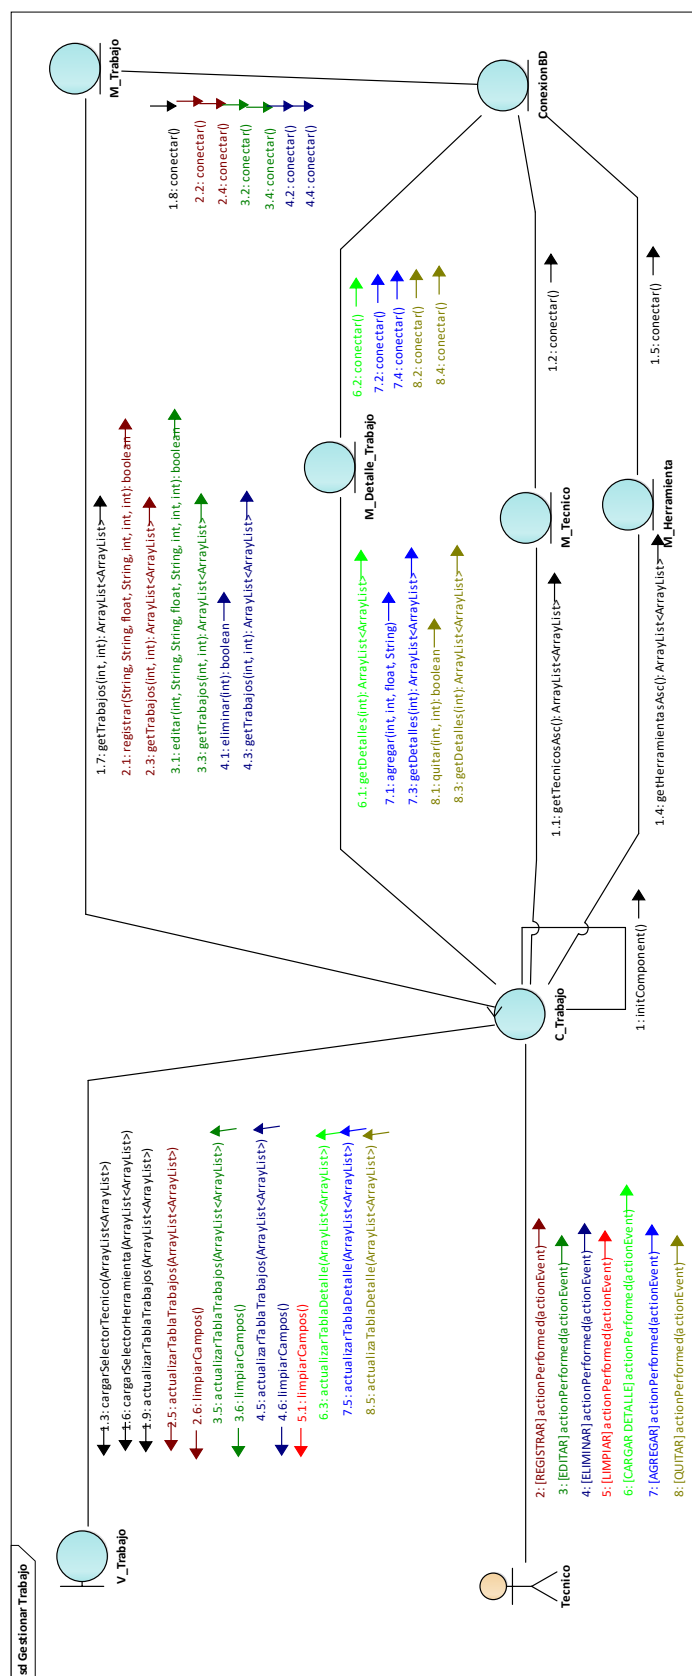 sd Gestionar Trabajo
V_Trabajo
1.3: cargarSelectorTecnico(ArrayList<ArrayList>)
1.6: cargarSelectorHerramienta(ArrayList<ArrayList>)
1.9: actualizarTablaTrabajos(ArrayList<ArrayList>)
2.5: actualizarTablaTrabajos(ArrayList<ArrayList>)
2.6: limpiarCampos()
3.5: actualizarTablaTrabajos(ArrayList<ArrayList>)
3.6: limpiarCampos()
4.5: actualizarTablaTrabajos(ArrayList<ArrayList>)
4.6: limpiarCampos()
5.1: limpiarCampos()
6.3: actualizarTablaDetalle(ArrayList<ArrayList>)
7.5: actualizarTablaDetalle(ArrayList<ArrayList>)
8.5: actualizaTablaDetalle(ArrayList<ArrayList>)
Tecnico
2: [REGISTRAR] actionPerformed(actionEvent)
3: [EDITAR] actionPerformed(actionEvent)
4: [ELIMINAR] actionPerformed(actionEvent)
5: [LIMPIAR] actionPerformed(actionEvent)
6: [CARGAR DETALLE] actionPerformed(actionEvent)
7: [AGREGAR] actionPerformed(actionEvent)
8: [QUITAR] actionPerformed(actionEvent)
C_Trabajo
1: initComponent()
1.7: getTrabajos(int, int): ArrayList<ArrayList>
2.1: registrar(String, String, float, String, int, int, int): boolean
2.3: getTrabajos(int, int): ArrayList<ArrayList>
3.1: editar(int, String, String, float, String, int, int, int): boolean
3.3: getTrabajos(int, int): ArrayList<ArrayList>
4.1: eliminar(int): boolean
4.3: getTrabajos(int, int): ArrayList<ArrayList>
6.1: getDetalles(int): ArrayList<ArrayList>
7.1: agregar(int, int, float, String)
7.3: getDetalles(int): ArrayList<ArrayList>
8.1: quitar(int, int): boolean
8.3: getDetalles(int): ArrayList<ArrayList>
1.1: getTecnicosAsc(): ArrayList<ArrayList>
1.4: getHerramientasAsc(): ArrayList<ArrayList>
M_Detalle_Trabajo
M_Tecnico
M_Herramienta
6.2: conectar()
7.2: conectar()
7.4: conectar()
8.2: conectar()
8.4: conectar()
1.2: conectar()
1.5: conectar()
M_Trabajo
1.8: conectar()
2.2: conectar()
2.4: conectar()
3.2: conectar()
3.4: conectar()
4.2: conectar()
4.4: conectar()
ConexionBD